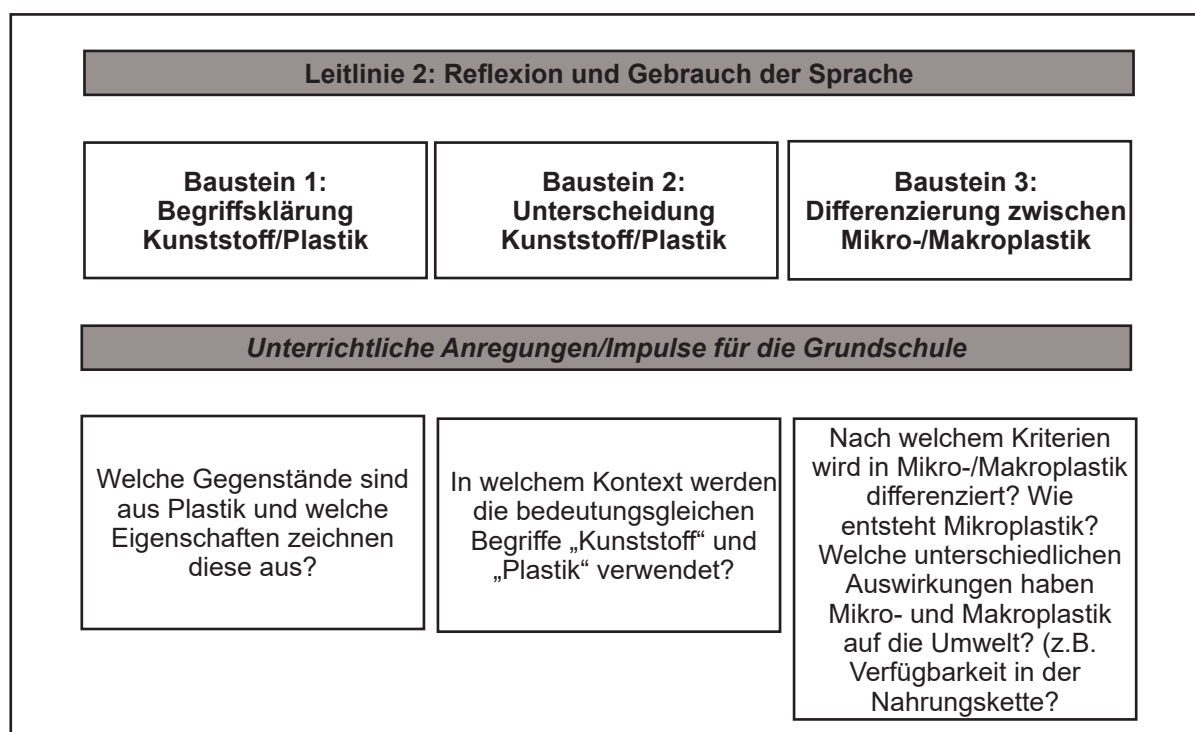 Leitlinie 2: Reflexion und Gebrauch der Sprache
Baustein 1:
Begriffsklärung
Kunststoff/Plastik
Baustein 2:
Unterscheidung
Kunststoff/Plastik
Baustein 3:
Differenzierung zwischen
Mikro-/Makroplastik
Unterrichtliche Anregungen/Impulse für die Grundschule
Welche Gegenstände sind
aus Plastik und welche
Eigenschaften zeichnen
diese aus?
In welchem Kontext werden
die bedeutungsgleichen
Begriffe „Kunststoff“ und
„Plastik“ verwendet?
Nach welchem Kriterien
wird in Mikro-/Makroplastik
differenziert? Wie
entsteht Mikroplastik?
Welche unterschiedlichen
Auswirkungen haben
Mikro- und Makroplastik
auf die Umwelt? (z.B.
Verfügbarkeit in der
Nahrungskette?